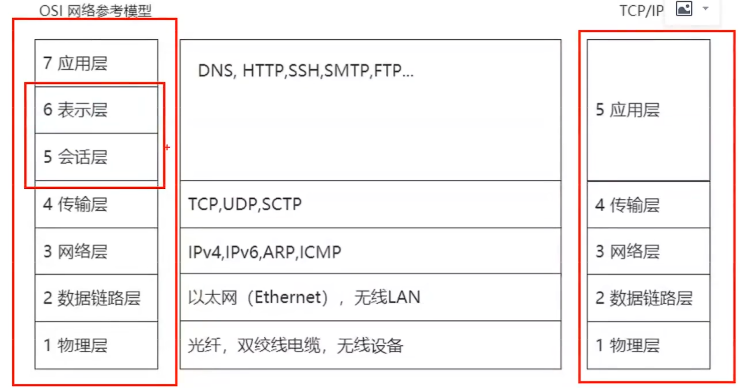 OSI 网络参考模型
TCP/IP
7 应用层
DNS, HTTP,SSH,SMTP,FTP...
6 表示层
5 应用层
5 会话层
4 传输层
TCP,UDP,SCTP
4 传输层
3 网络层
IPv4,IPv6,ARP,ICMP
3 网络层
2 数据链路层
以太网（Ethernet），无线LAN
2 数据链路层
1 物理层
光纤，双绞线电缆，无线设备
1 物理层